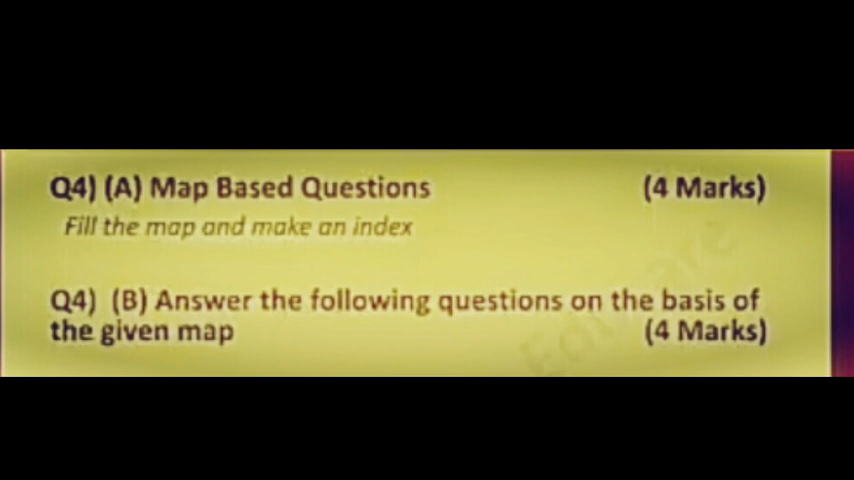 Q4) (A) Map Based Questions (4 Marks)
Fill the map and make an index
Q4) (B) Answer the following questions on the basis of
the given map (4 Marks)